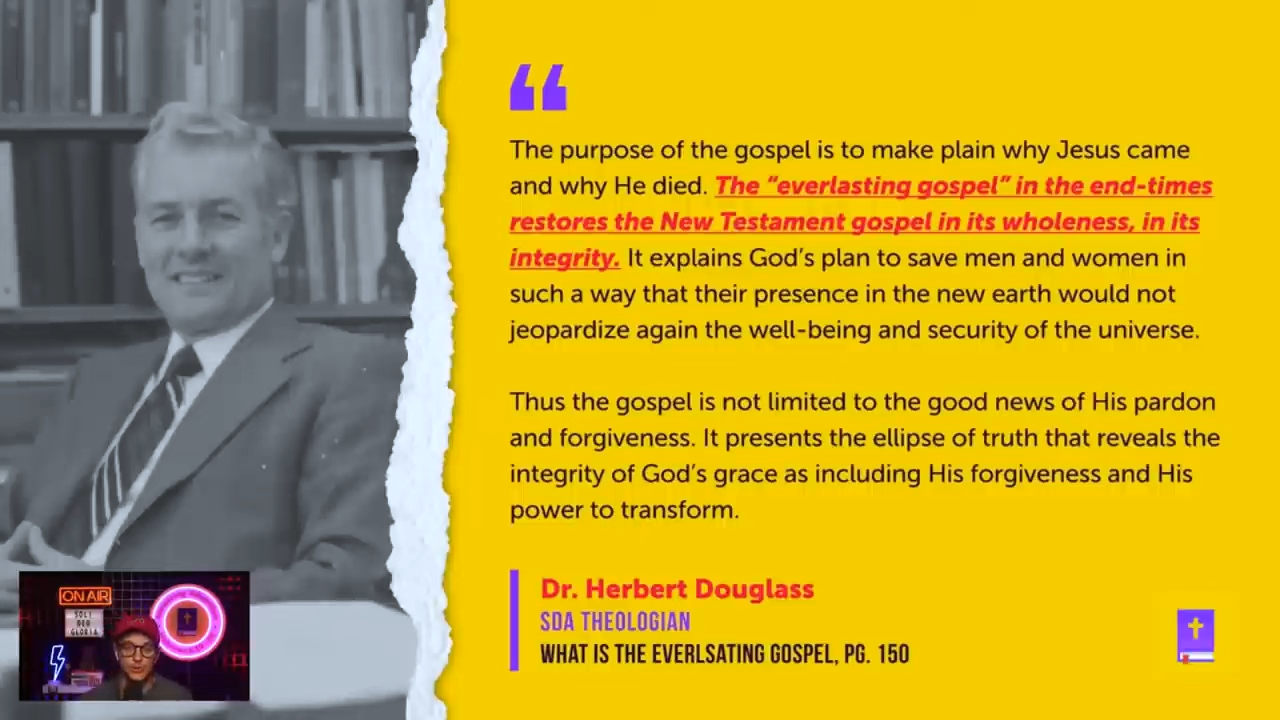 “
The purpose of the gospel is to make plain why Jesus came
and why He died. The “everlasting gospel” in the end-times
restores the New Testament gospel in its wholeness, in its
integrity. It explains God’s plan to save men and women in
such a way that their presence in the new earth would not
jeopardize again the well-being and security of the universe.
Thus the gospel is not limited to the good news of His pardon
and forgiveness. It presents the ellipse of truth that reveals the
integrity of God’s grace as including His forgiveness and His
power to transform.
Dr. Herbert Douglass
SDA THEOLOGIAN
WHAT IS THE EVERLSATING GOSPEL, PG. 150
ON AIR
SOLI
DEO
GLORIA